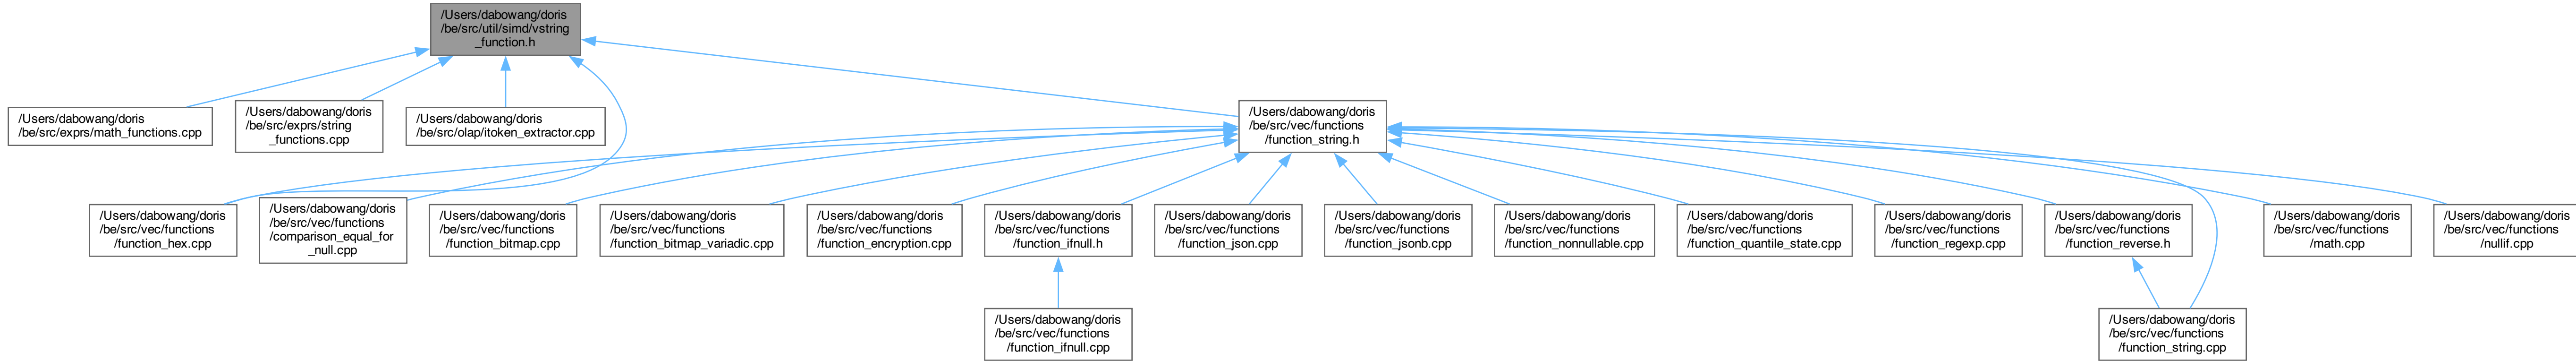 /Users/dabowang/doris
/be/src/util/simd/vstring
_function.h
/Users/dabowang/doris
/be/src/exprs/math_functions.cpp
/Users/dabowang/doris
/be/src/exprs/string
_functions.cpp
/Users/dabowang/doris
/be/src/olap/itoken_extractor.cpp
/Users/dabowang/doris
/be/src/vec/functions
/function_string.h
/Users/dabowang/doris
/be/src/vec/functions
/function_hex.cpp
/Users/dabowang/doris
/be/src/vec/functions
/comparison_equal_for
_null.cpp
/Users/dabowang/doris
/be/src/vec/functions
/function_bitmap.cpp
/Users/dabowang/doris
/be/src/vec/functions
/function_bitmap_variadic.cpp
/Users/dabowang/doris
/be/src/vec/functions
/function_encryption.cpp
/Users/dabowang/doris
/be/src/vec/functions
/function_ifnull.h
/Users/dabowang/doris
/be/src/vec/functions
/function_json.cpp
/Users/dabowang/doris
/be/src/vec/functions
/function_jsonb.cpp
/Users/dabowang/doris
/be/src/vec/functions
/function_nonnullable.cpp
/Users/dabowang/doris
/be/src/vec/functions
/function_quantile_state.cpp
/Users/dabowang/doris
/be/src/vec/functions
/function_regexp.cpp
/Users/dabowang/doris
/be/src/vec/functions
/function_reverse.h
/Users/dabowang/doris
/be/src/vec/functions
/math.cpp
/Users/dabowang/doris
/be/src/vec/functions
/nullif.cpp
/Users/dabowang/doris
/be/src/vec/functions
/function_ifnull.cpp
/Users/dabowang/doris
/be/src/vec/functions
/function_string.cpp